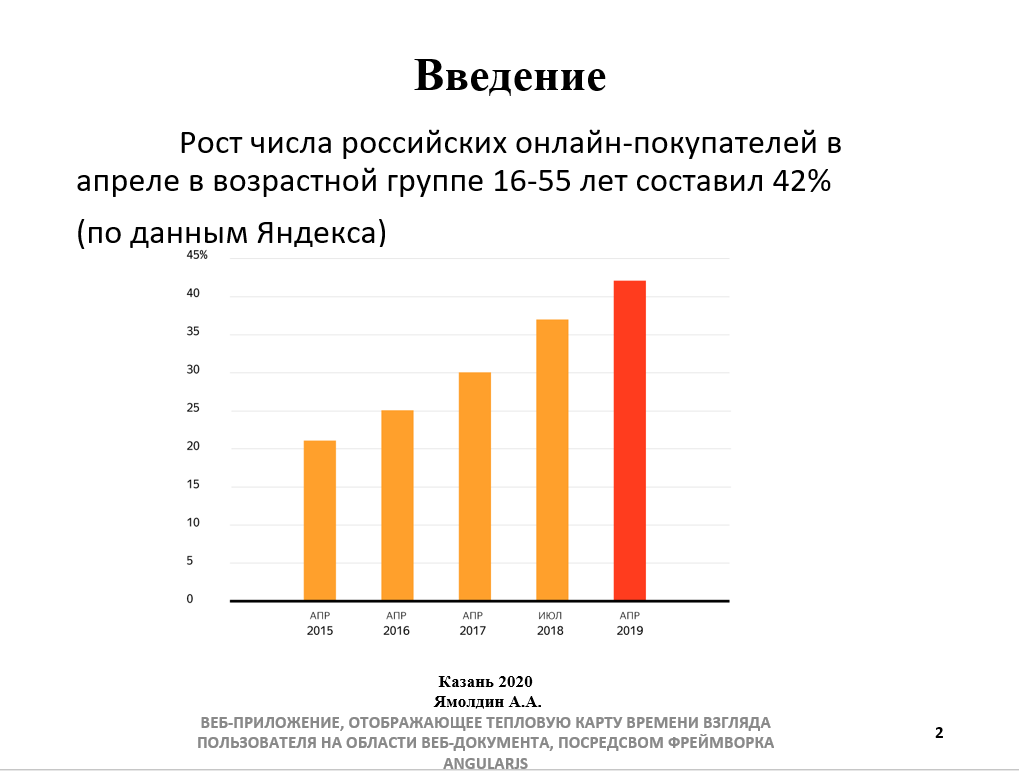 Введение
Рост числа российских онлайн-покупателей в
апреле в возрастной группе 16-55 лет составил 42%
(по данным Яндекса)
45%
40
35
30
25
20
15
10
5
0
АПР АПР АПР ИЮЛ АПР
2015 2016 2017 2018 2019
Казань 2020
Ямолдин А.А.
ВЕБ-ПРИЛОЖЕНИЕ, ОТОБРАЖАЮЩЕЕ ТЕПЛОВУЮ КАРТУ ВРЕМЕНИ ВЗГЛЯДА
ПОЛЬЗОВАТЕЛЯ НА ОБЛАСТИ ВЕБ-ДОКУМЕНТА, ПОСРЕДСВОМ ФРЕЙМВОРКА
ANGULARJS
2